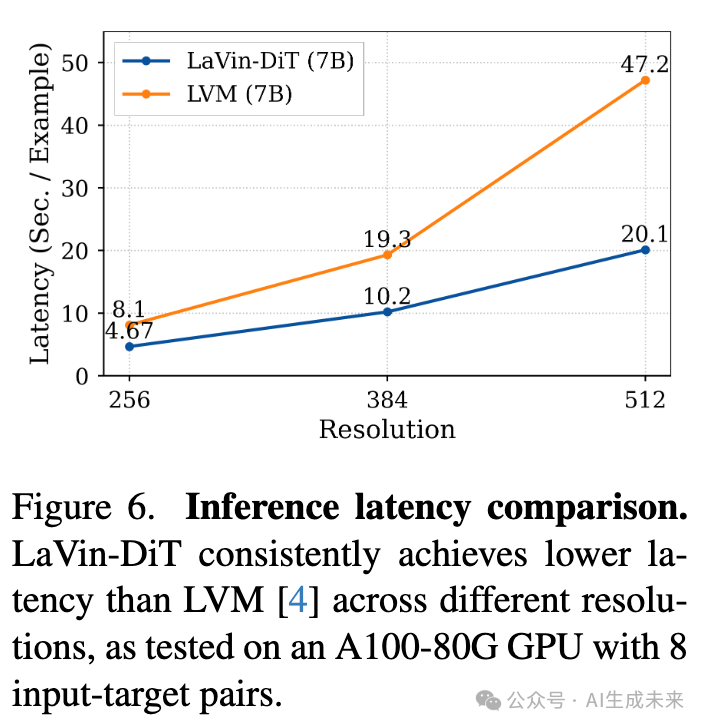 LaVin-DiT (7B)
LVM (7B)
Latency (Sec. / Example)
50
40
30
20
10
0
47.2
19.3
20.1
10.2
8.1
4.67
256
384
512
Resolution
Figure 6. Inference latency comparison.
LaVin-DiT consistently achieves lower la-
tency than LVM [4] across different resolu-
tions, as tested on an A100-80G GPU with 8
input-target pairs.
公众号 · AI生成未来